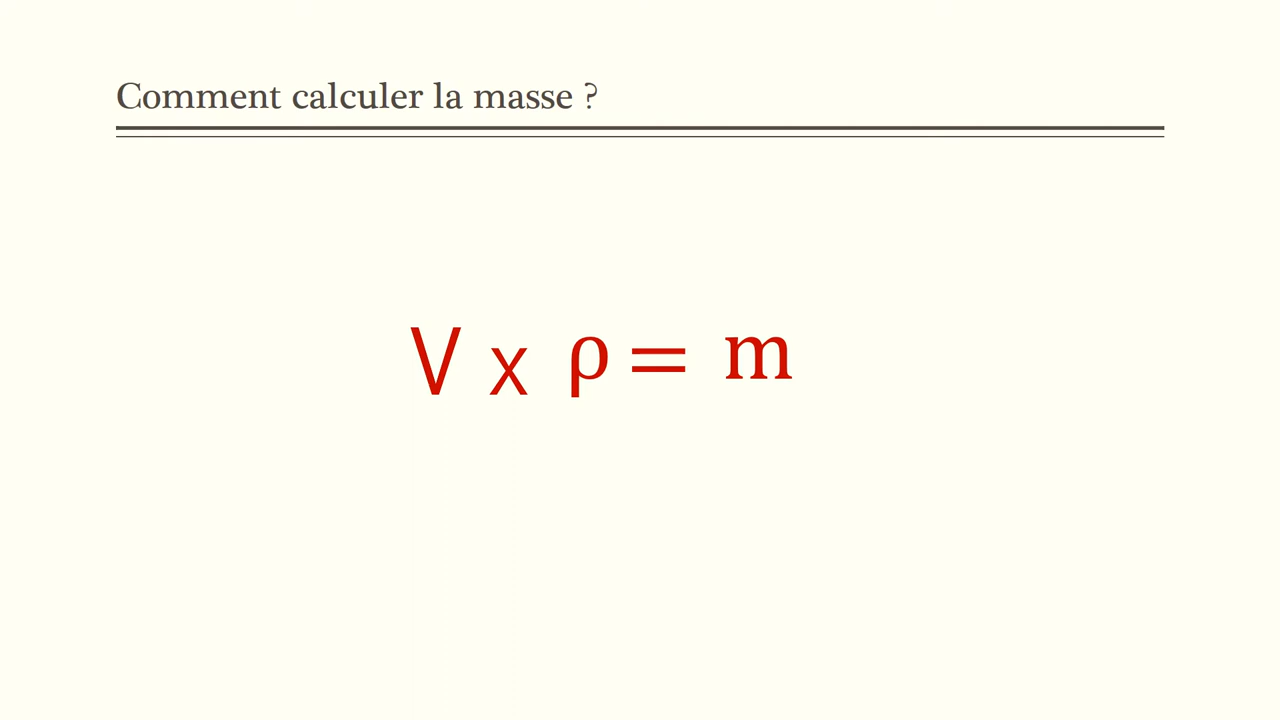 Comment calculer la masse ?
V x ρ = m